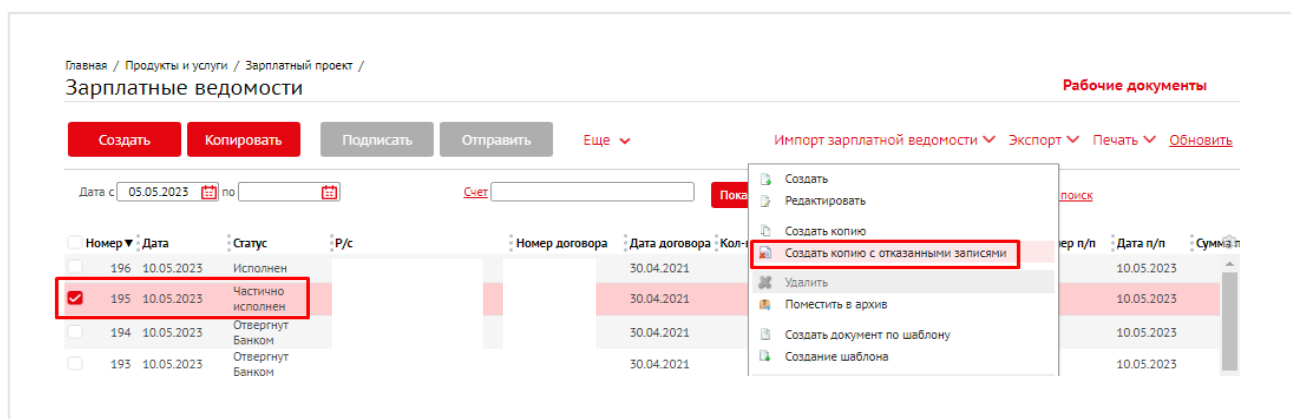 Главная / Продукты и услуги / Зарплатный проект /
Зарплатные ведомости
Рабочие документы
Создать Копировать Подписать Отправить Еще Импорт зарплатной ведомости Экспорт Печать Обновить
Дата с 05.05.2023 по Счет поиск
Номер Дата Статус Р/с Номер договора Дата договора п/п Дата п/п
196 10.05.2023 Исполнен 30.04.2021 10.05.2023
195 10.05.2023 Частично исполнен 30.04.2021 10.05.2023
194 10.05.2023 Отвергнут Банком 30.04.2021 10.05.2023
193 10.05.2023 Отвергнут Банком 30.04.2021 10.05.2023
Создать
Редактировать
Создать копию
Создать копию с отказанными записями
Удалить
Поместить в архив
Создать документ по шаблону
Создание шаблона